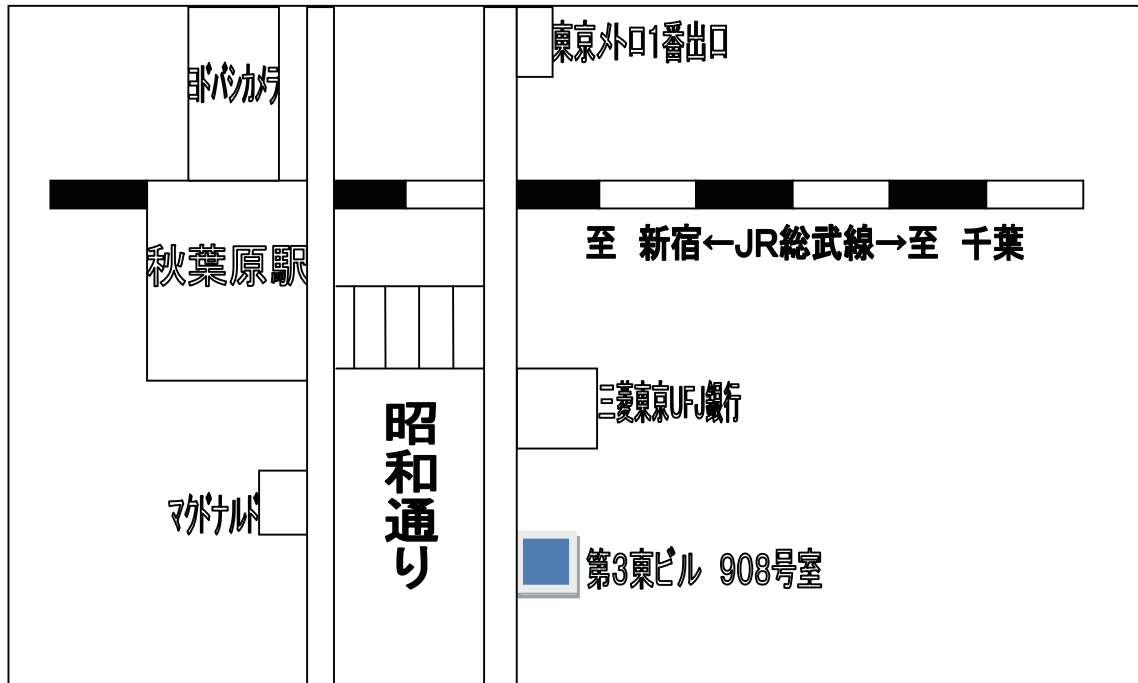 東京メトロ1番出口
ヨドバシカメラ
至 新宿←JR総武線→至 千葉
秋葉原駅
三菱東京UFJ銀行
昭和通り
マクドナルド
第3東ビル 908号室